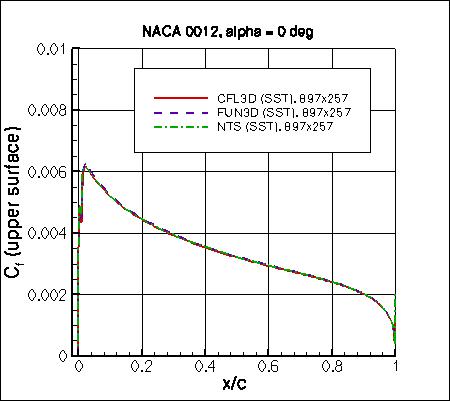 NACA 0012, alpha = 0 deg
0.01
CFL3D (SST), 897x257
FUN3D (SST), 897x257
NTS (SST), 897x257
0.008
0.006
0.004
0.002
0
Cf (upper surface)
0 0.2 0.4 0.6 0.8 1
x/c